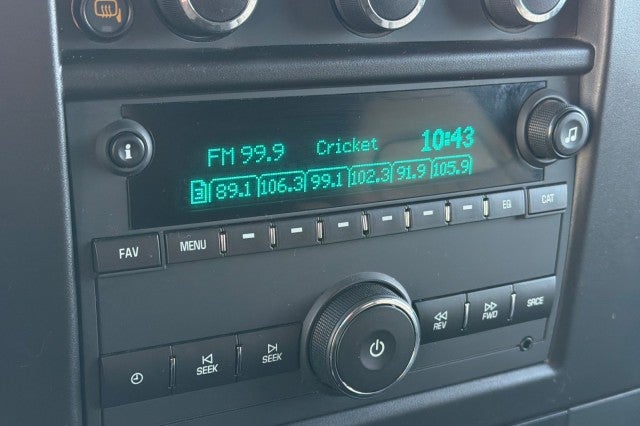 FM 99.9 Cricket 10:43
3 89.1 106.3 99.1 102.3 91.9 105.9
FAV MENU EQ CAT
REV FWD SRCE
SEEK SEEK